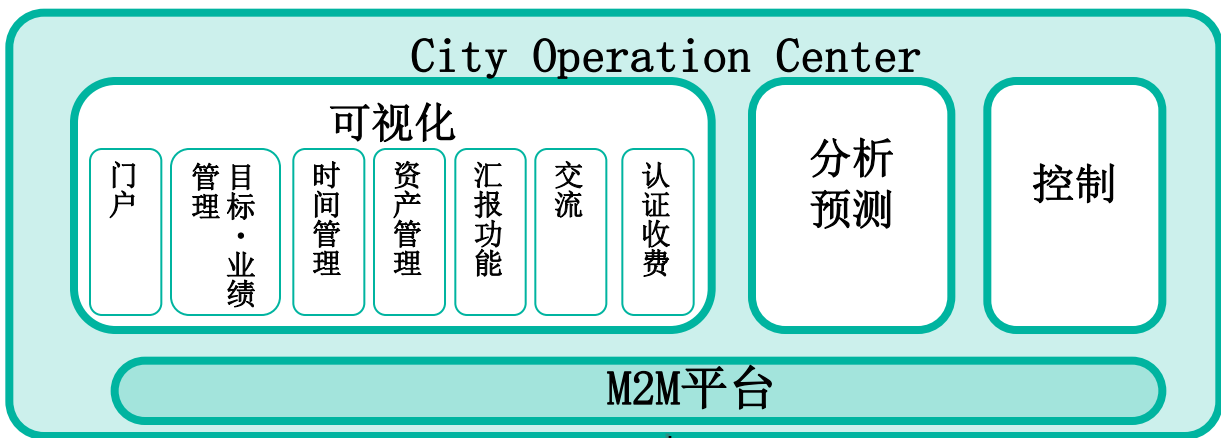 City Operation Center
可视化
门户
目标·业绩
管理
时间管理
资产管理
汇报功能
交流
认证收费
分析
预测
控制
M2M平台